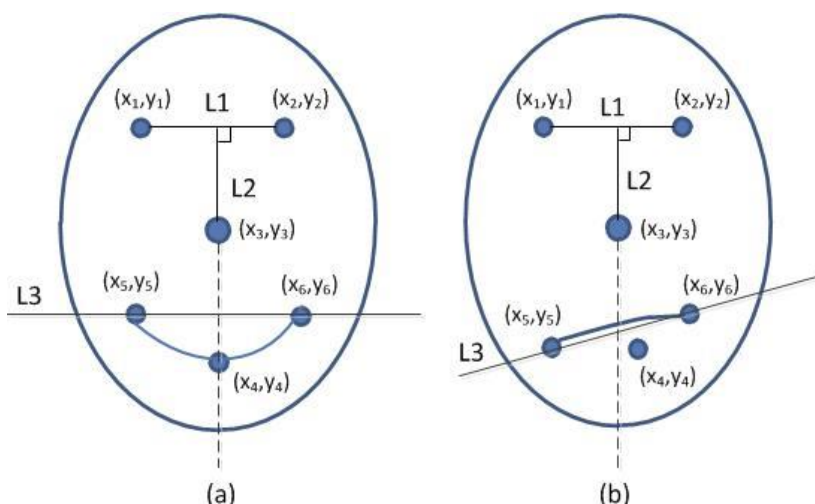 (x₁,y₁) L1 (x₂,y₂)
L2
(x₃,y₃)
(x₅,y₅) (x₆,y₆)
L3
(x₄,y₄)
(a)
(x₁,y₁) L1 (x₂,y₂)
L2
(x₃,y₃)
(x₆,y₆)
(x₅,y₅)
L3
(x₄,y₄)
(b)